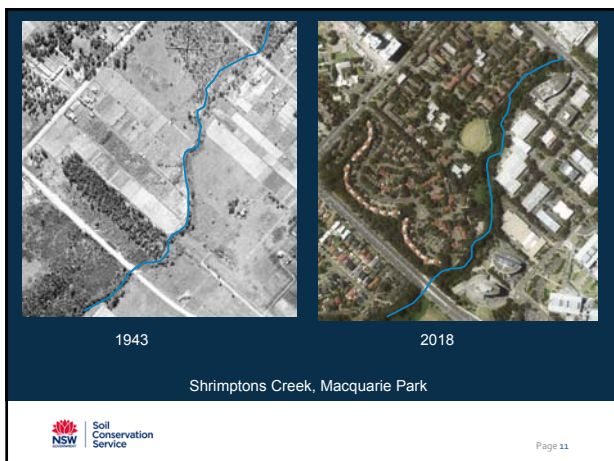 1943
2018
Shrimptons Creek, Macquarie Park
NSW
GOVERNMENT
Soil
Conservation
Service
Page 11